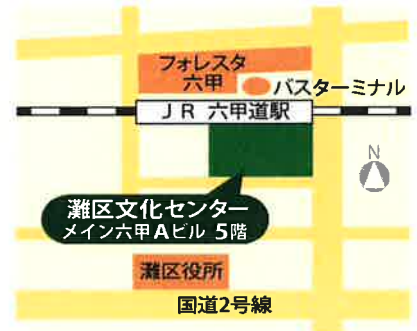 フォレスタ
六甲
バスターミナル
JR 六甲道駅
N
灘区文化センター
メイン六甲Aビル 5階
灘区役所
国道2号線